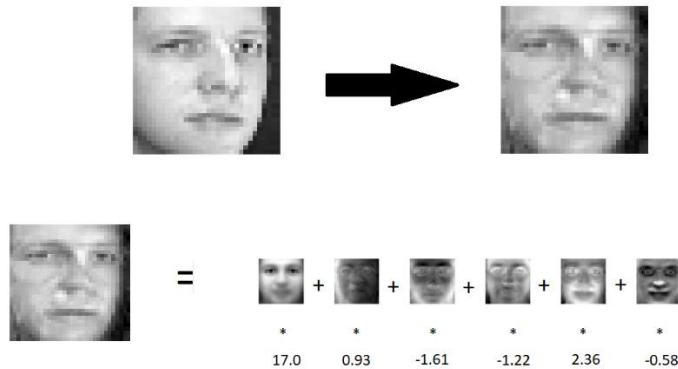 = + + + + +
* * * * * *
17.0 0.93 -1.61 -1.22 2.36 -0.58